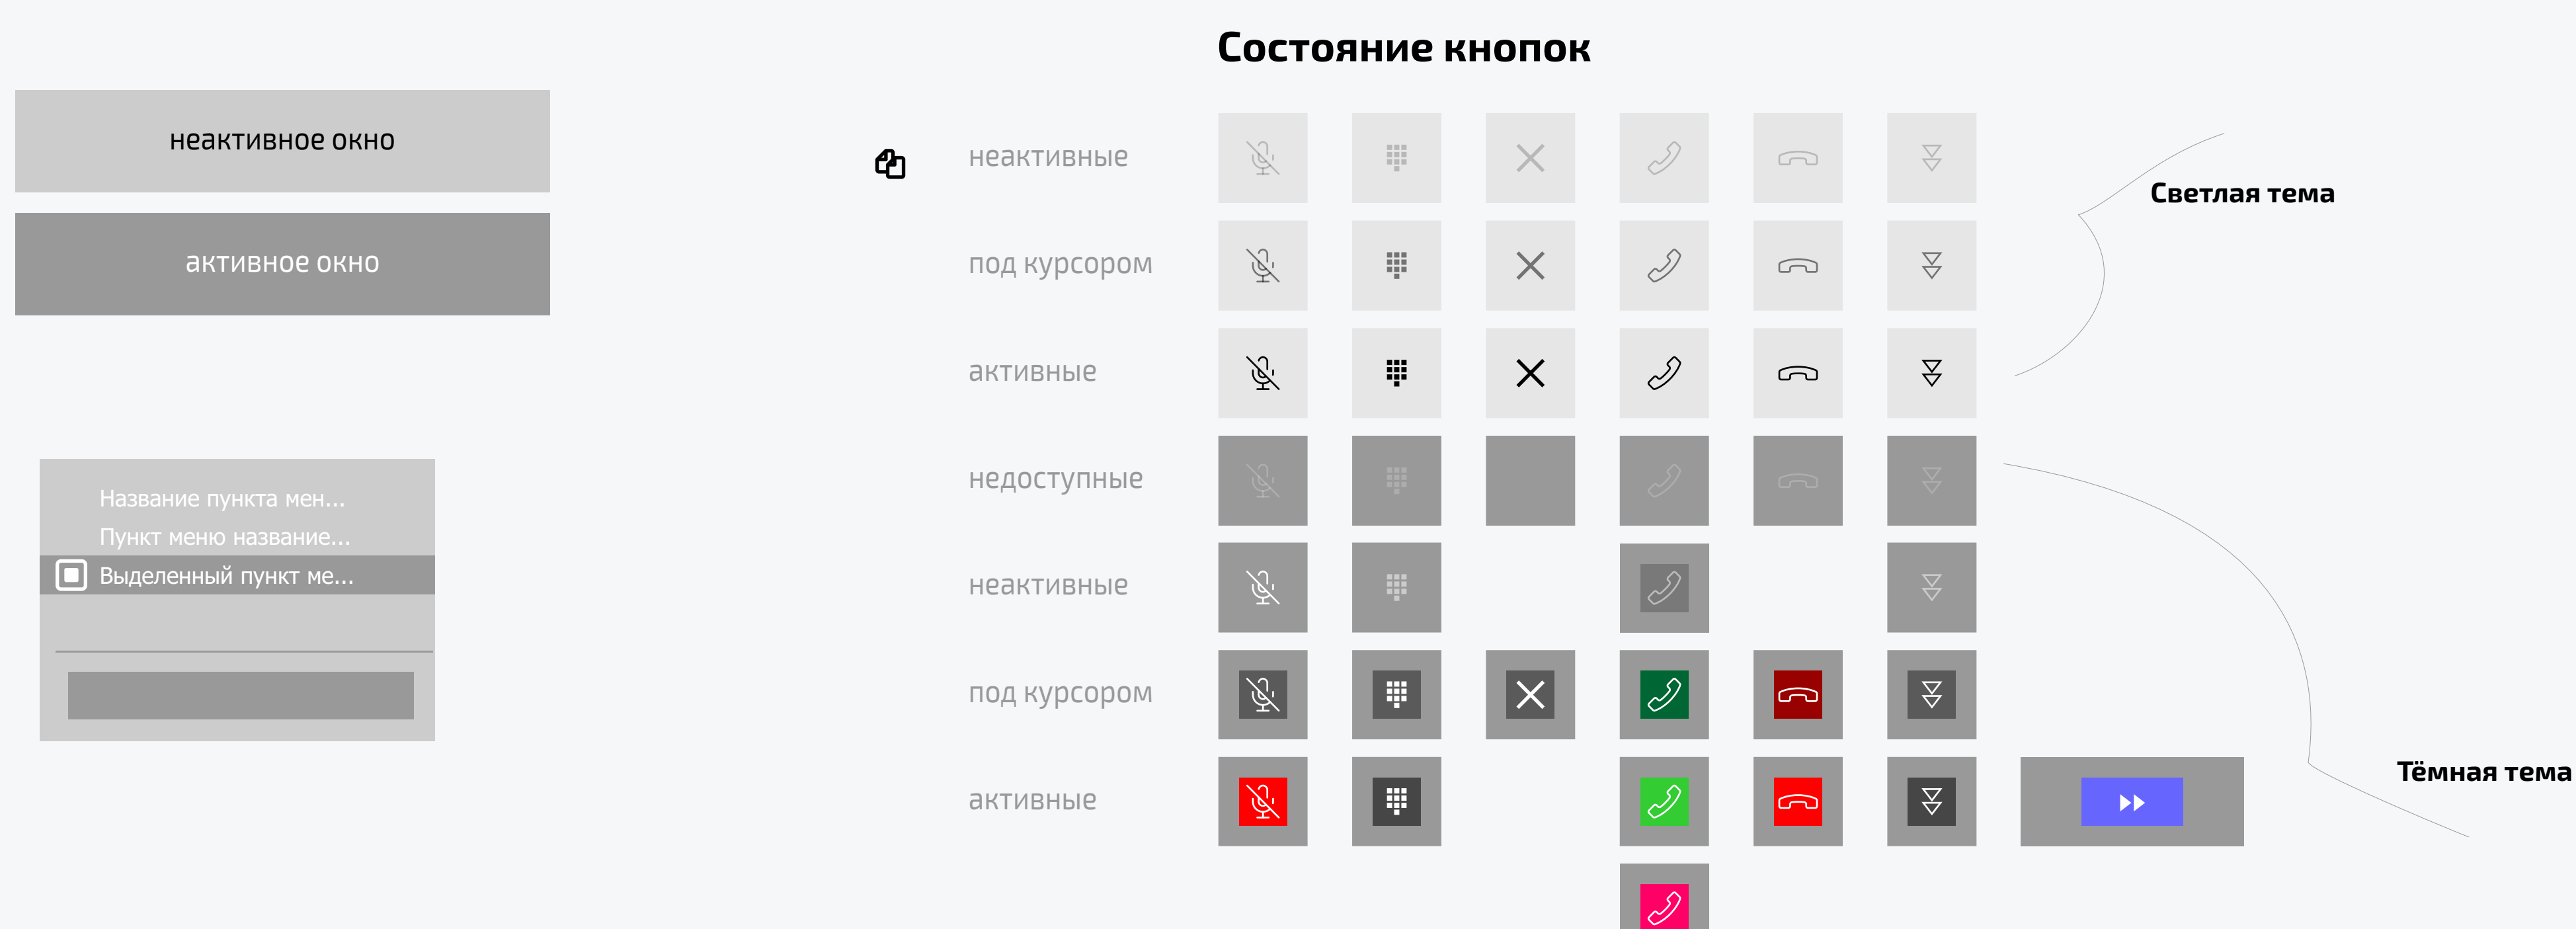 Состояние кнопок
неактивное окно
активное окно
Название пункта мен...
Пункт меню название...
Выделенный пункт ме...
неактивные
под курсором
активные
недоступные
неактивные
под курсором
активные
Светлая тема
Тёмная тема